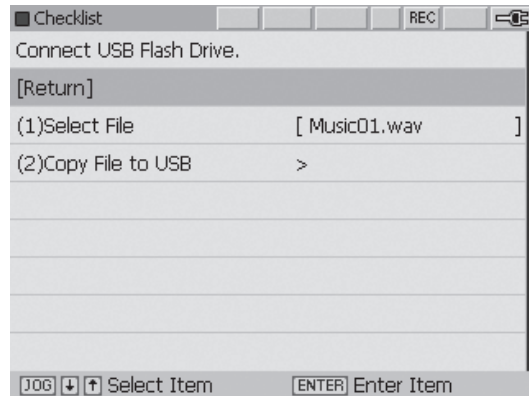 Checklist REC
Connect USB Flash Drive.
[Return]
(1)Select File [ Music01.wav ]
(2)Copy File to USB >
JOG ↓ ↑ Select Item ENTER Enter Item